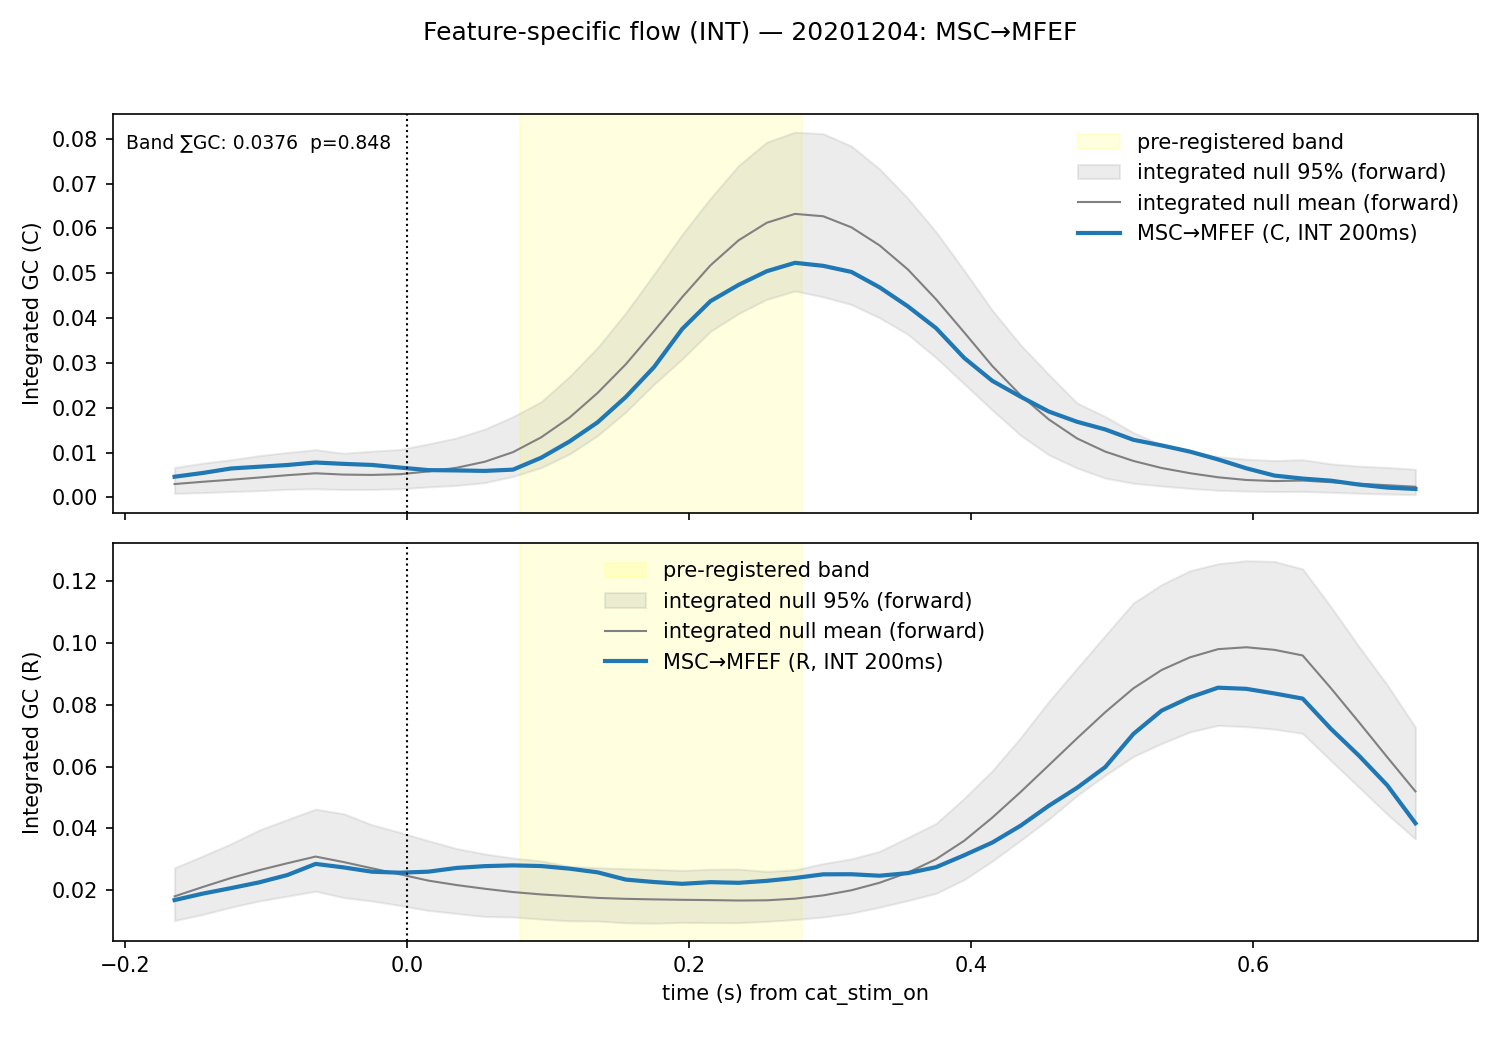 Feature-specific flow (INT) — 20201204: MSC→MFEF
Band ∑GC: 0.0376  p=0.848
pre-registered band
integrated null 95% (forward)
integrated null mean (forward)
MSC→MFEF (C, INT 200ms)
Integrated GC (C)
0.08
0.07
0.06
0.05
0.04
0.03
0.02
0.01
0.00
pre-registered band
integrated null 95% (forward)
integrated null mean (forward)
MSC→MFEF (R, INT 200ms)
Integrated GC (R)
0.12
0.10
0.08
0.06
0.04
0.02
−0.2 0.0 0.2 0.4 0.6
time (s) from cat_stim_on